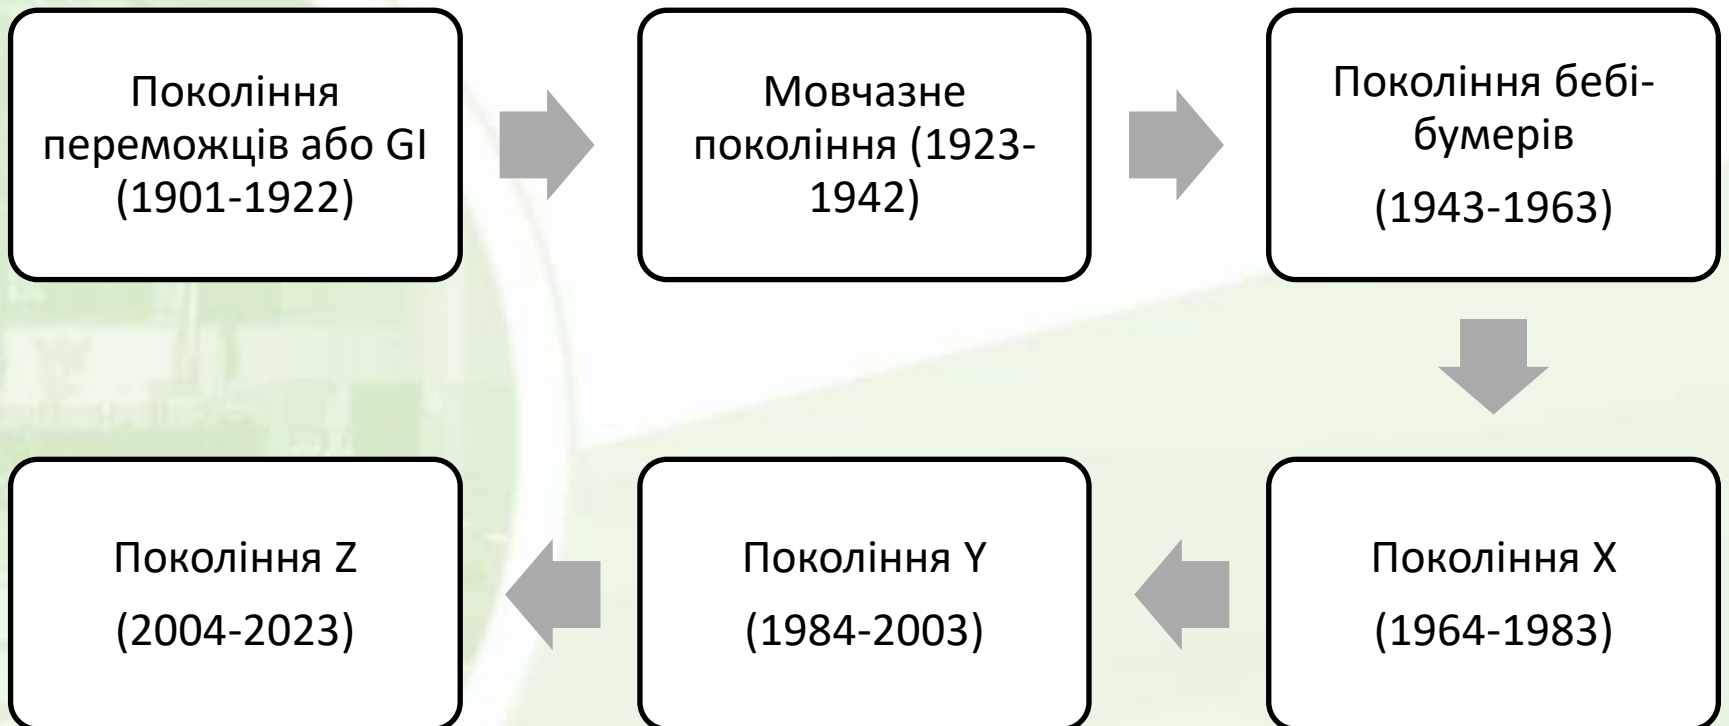 Покоління
переможців або GI
(1901-1922)
Мовчазне
покоління (1923-
1942)
Покоління бебі-
бумерів
(1943-1963)
Покоління X
(1964-1983)
Покоління Y
(1984-2003)
Покоління Z
(2004-2023)